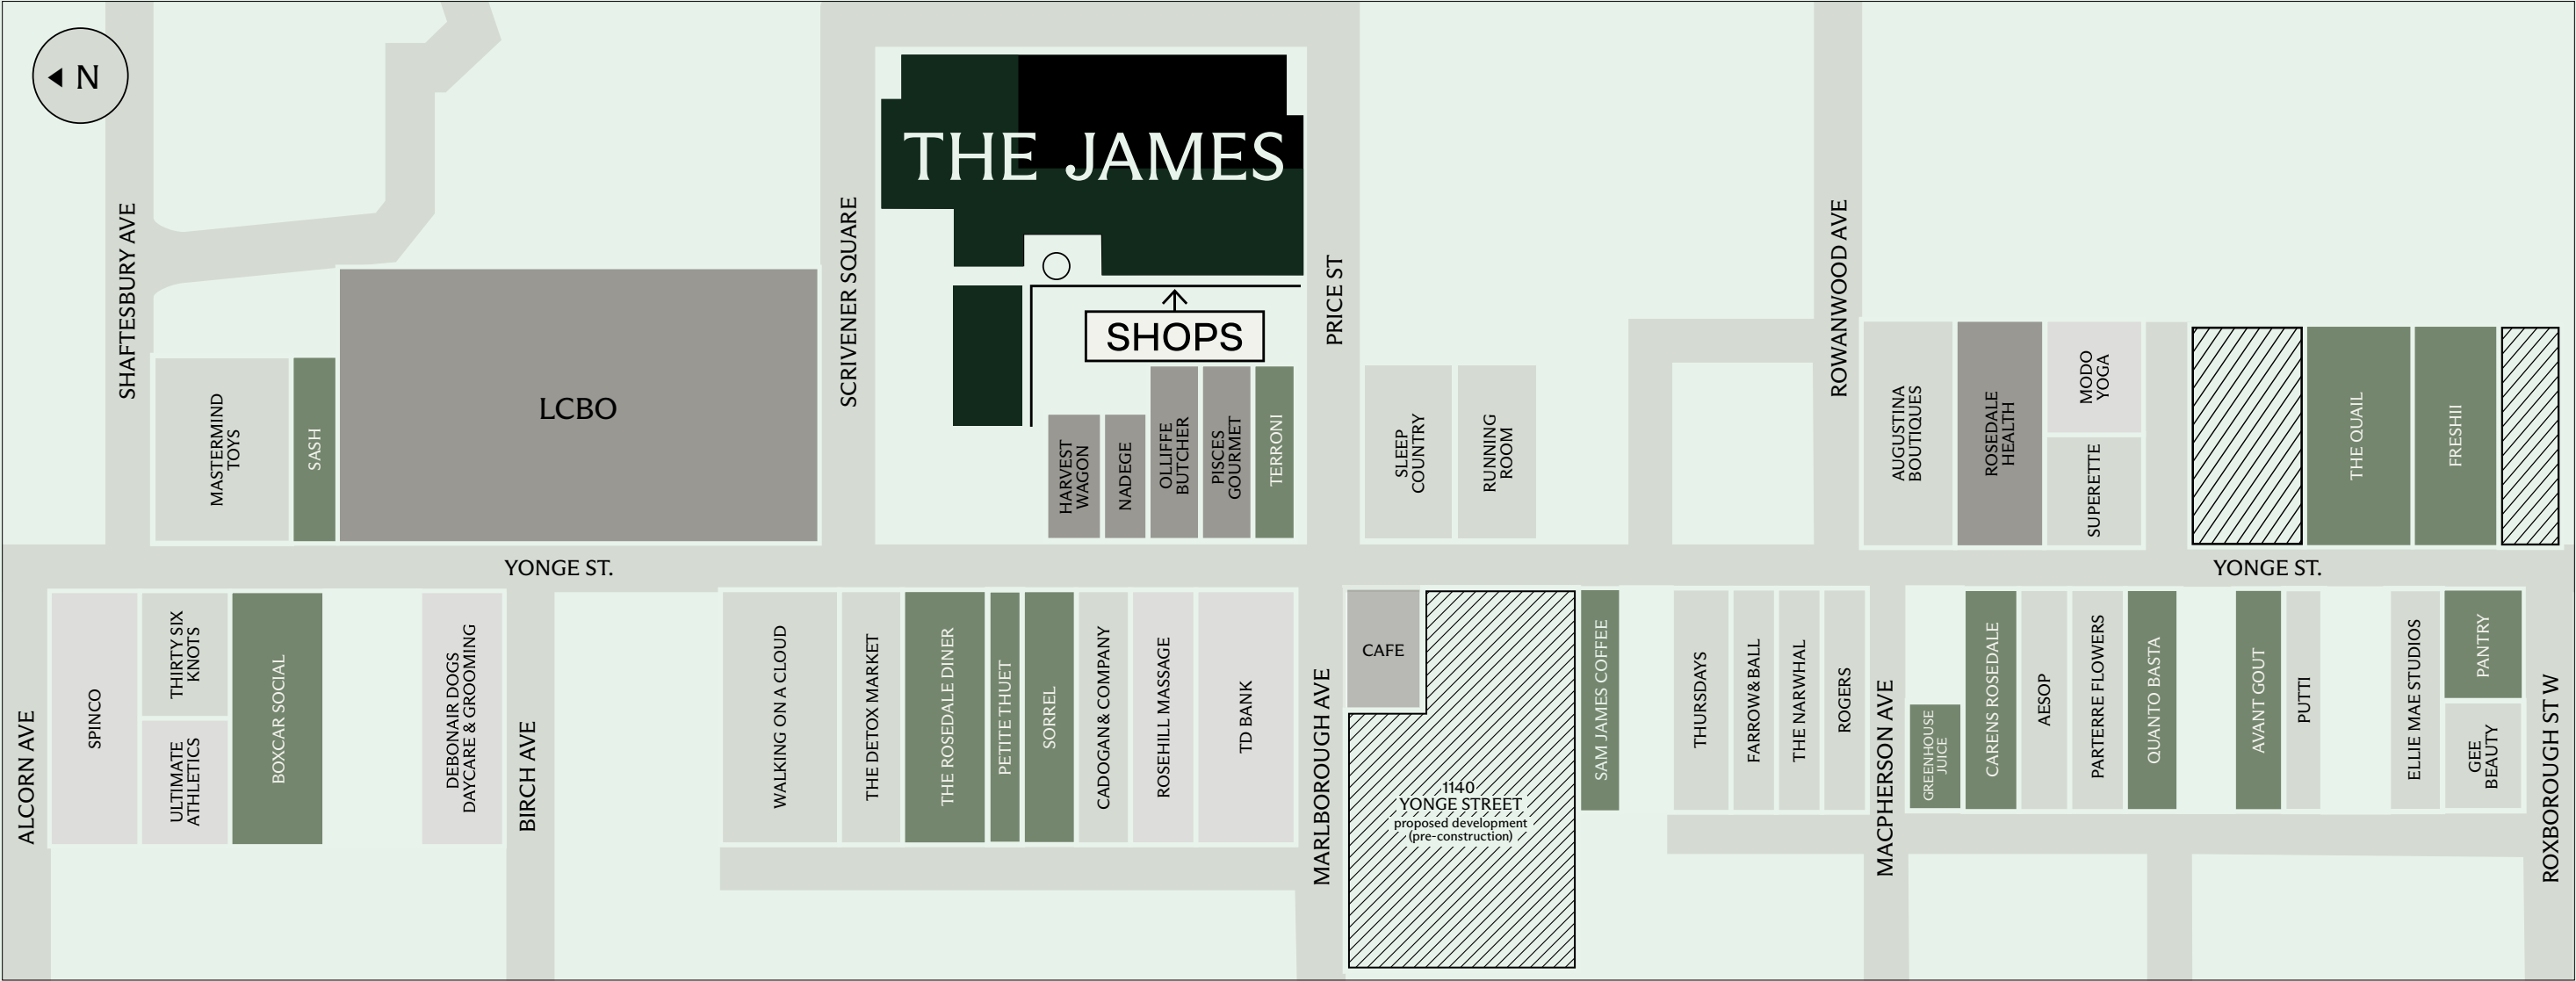 N
SHAFTESBURY AVE
MASTERMIND
TOYS
SASH
LCBO
SCRIVENER SQUARE
THE JAMES
SHOPS
HARVEST
WAGON
NADEGE
OLLIFFE
BUTCHER
PISCES
GOURMET
TERRONI
PRICE ST
SLEEP
COUNTRY
RUNNING
ROOM
ROWANWOOD AVE
AUGUSTINA
BOUTIQUES
ROSEDALE
HEALTH
MODO
YOGA
SUPERETTE
THE QUAIL
FRESHII
YONGE ST.
YONGE ST.
ALCORN AVE
SPINCO
THIRTY SIX
KNOTS
ULTIMATE
ATHLETICS
BOXCAR SOCIAL
DEBONAIR DOGS
DAYCARE & GROOMING
BIRCH AVE
WALKING ON A CLOUD
THE DETOX MARKET
THE ROSEDALE DINER
PETITE THUET
SORREL
CADOGAN & COMPANY
ROSEHILL MASSAGE
TD BANK
MARLBOROUGH AVE
CAFE
1140
YONGE STREET
proposed development
(pre-construction)
SAM JAMES COFFEE
THURSDAYS
FARROW&BALL
THE NARWHAL
ROGERS
MACPHERSON AVE
GREENHOUSE
JUICE
CARENS ROSEDALE
AESOP
PARTERRE FLOWERS
QUANTO BASTA
AVANT GOUT
PUTTI
ELLIE MAE STUDIOS
PANTRY
GEE
BEAUTY
ROXBOROUGH ST W